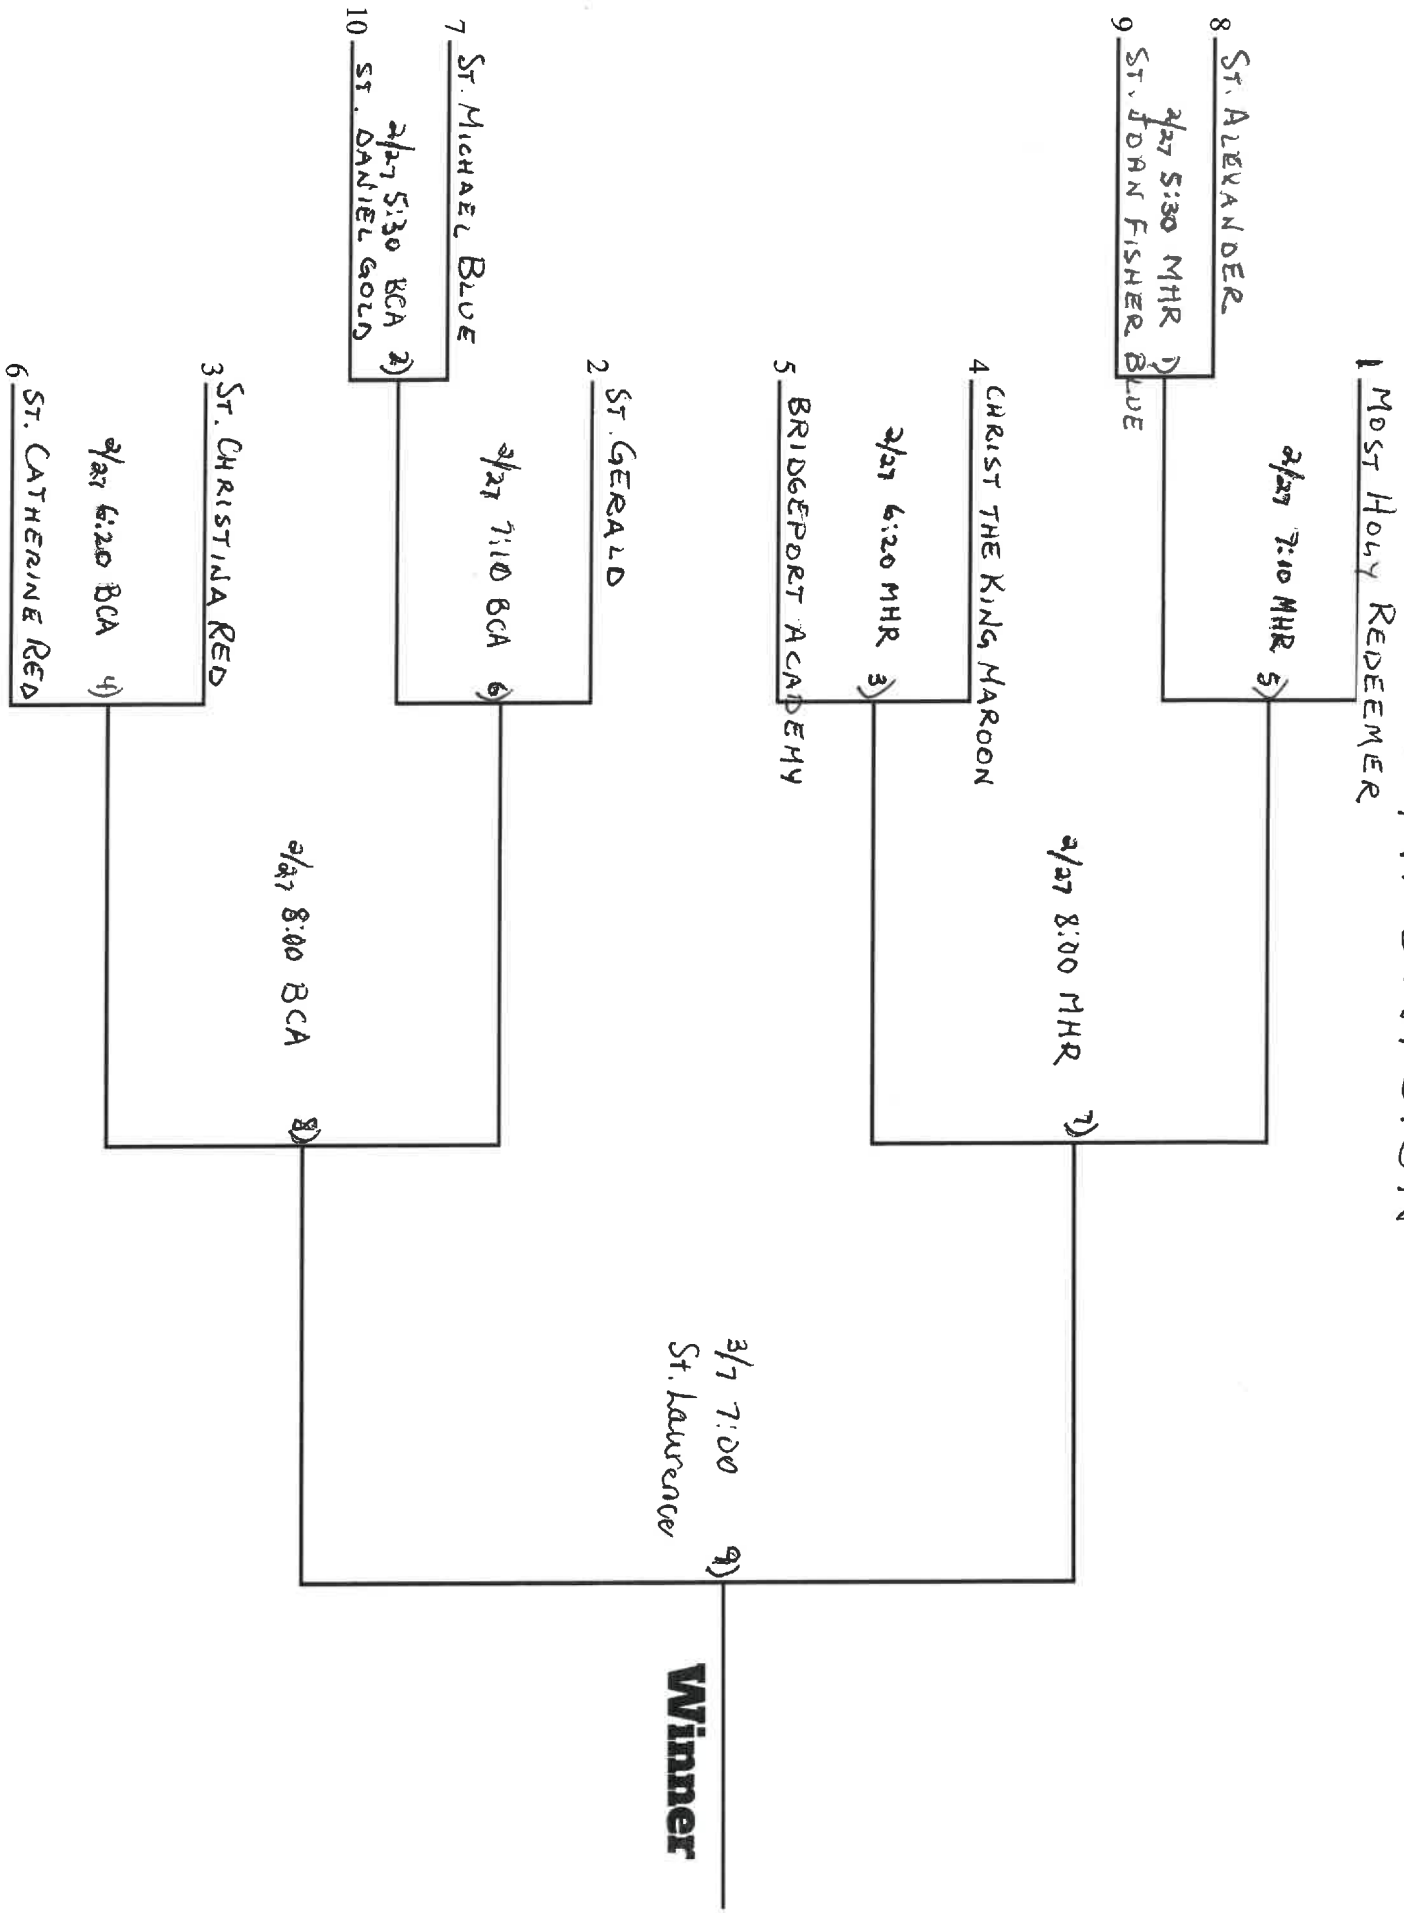 1 MOST HOLY REDEEMER
2/27 7:10 MHR 5)
8 ST. ALEXANDER
2/27 5:30 MHR 1)
9 ST. JOHN FISHER BLUE
2/27 8:00 MHR 7)
4 CHRIST THE KING MAROON
2/27 6:20 MHR 3)
5 BRIDGEPORT ACADEMY
3/7 7:00 9)
St. Laurence
Winner
2 ST. GERALD
2/27 7:10 BCA 6)
7 ST. MICHAEL BLUE
2/27 5:30 BCA 2)
10 ST. DANIEL GOLD
2/27 8:00 BCA 8)
3 ST. CHRISTINA RED
2/27 6:20 BCA 4)
6 ST. CATHERINE RED